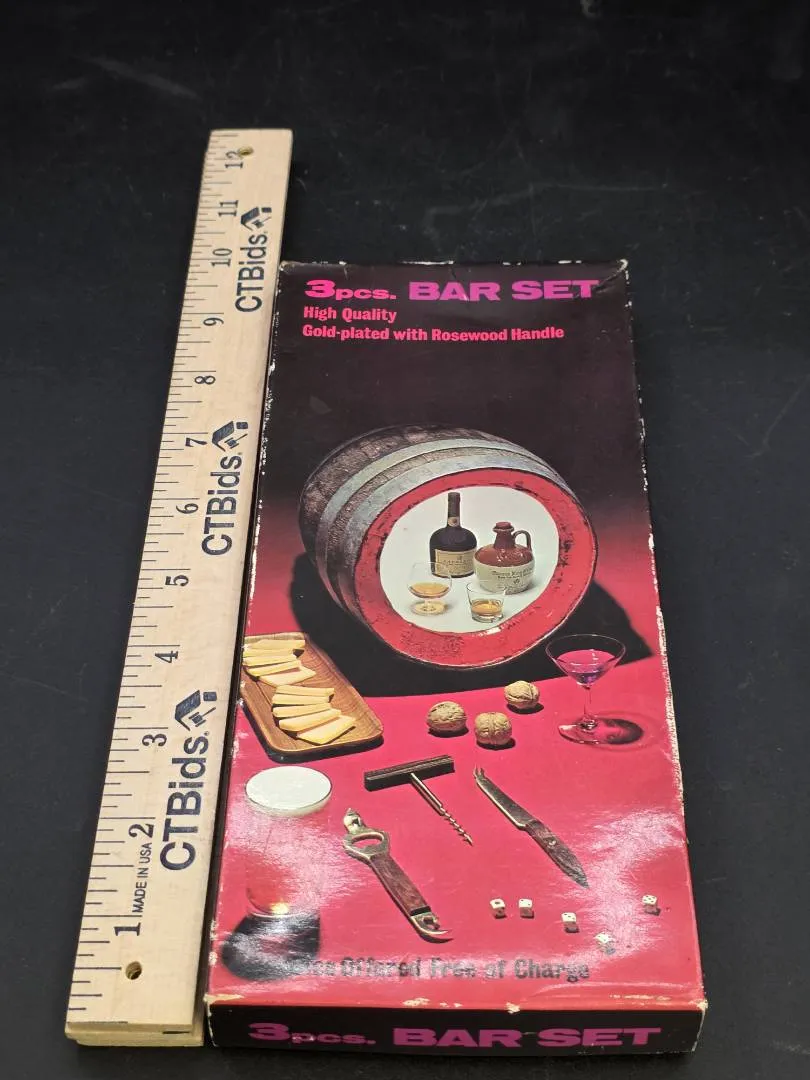 3pcs. BAR SET
High Quality
Gold-plated with Rosewood Handle
Offered Free of Charge
3pcs. BAR SET
12
11
10
9
8
7
6
5
4
3
2
1
CTBids
CTBids
CTBids
MADE IN USA